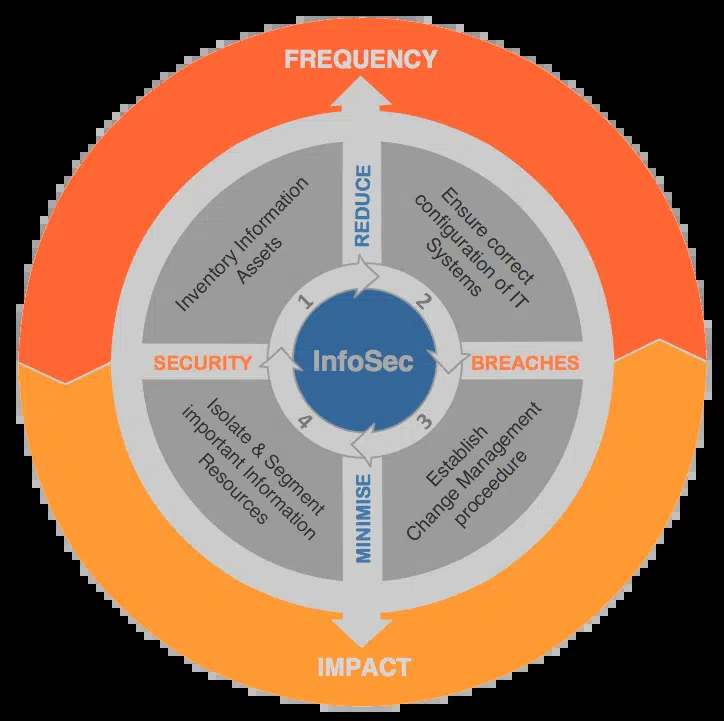 FREQUENCY
REDUCE
Inventory Information
Assets
Ensure correct
configuration of IT
Systems
1
2
SECURITY
InfoSec
BREACHES
4
3
Isolate & Segment
important Information
Resources
Establish
Change Management
proceedure
MINIMISE
IMPACT